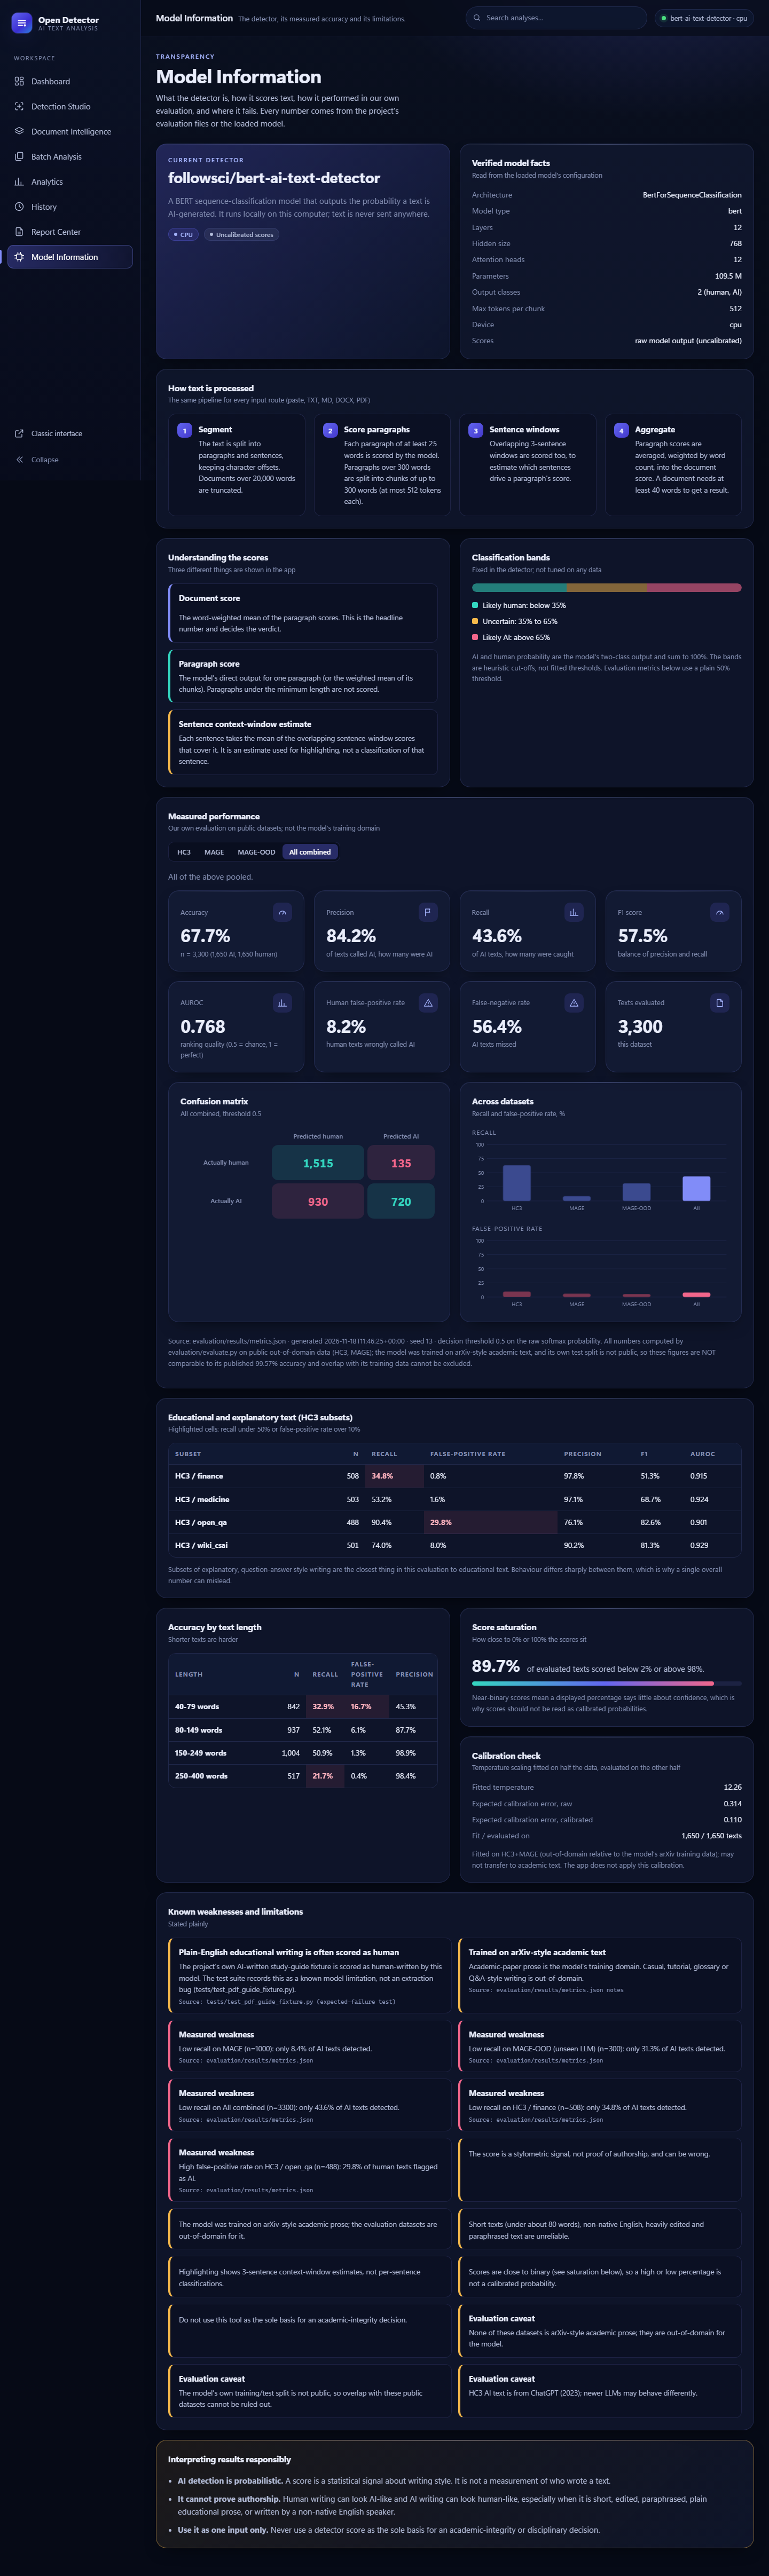 Open Detector
AI TEXT ANALYSIS
WORKSPACE
Dashboard
Detection Studio
Document Intelligence
Batch Analysis
Analytics
History
Report Center
Model Information
Classic interface
Collapse
Model Information The detector, its measured accuracy and its limitations.
Search analyses...
bert-ai-text-detector · cpu
TRANSPARENCY
Model Information
What the detector is, how it scores text, how it performed in our own
evaluation, and where it fails. Every number comes from the project's
evaluation files or the loaded model.
CURRENT DETECTOR
followsci/bert-ai-text-detector
A BERT sequence-classification model that outputs the probability a text is
AI-generated. It runs locally on this computer; text is never sent anywhere.
CPU
Uncalibrated scores
Verified model facts
Read from the loaded model's configuration
Architecture BertForSequenceClassification
Model type bert
Layers 12
Hidden size 768
Attention heads 12
Parameters 109.5 M
Output classes 2 (human, AI)
Max tokens per chunk 512
Device cpu
Scores raw model output (uncalibrated)
How text is processed
The same pipeline for every input route (paste, TXT, MD, DOCX, PDF)
1 Segment
The text is split into
paragraphs and sentences,
keeping character offsets.
Documents over 20,000 words
are truncated.
2 Score paragraphs
Each paragraph of at least 25
words is scored by the model.
Paragraphs over 300 words
are split into chunks of up to
300 words (at most 512 tokens
each).
3 Sentence windows
Overlapping 3-sentence
windows are scored too, to
estimate which sentences
drive a paragraph's score.
4 Aggregate
Paragraph scores are
averaged, weighted by word
count, into the document
score. A document needs at
least 40 words to get a result.
Understanding the scores
Three different things are shown in the app
Document score
The word-weighted mean of the paragraph scores. This is the headline
number and decides the verdict.
Paragraph score
The model's direct output for one paragraph (or the weighted mean of its
chunks). Paragraphs under the minimum length are not scored.
Sentence context-window estimate
Each sentence takes the mean of the overlapping sentence-window scores
that cover it. It is an estimate used for highlighting, not a classification of that
sentence.
Classification bands
Fixed in the detector; not tuned on any data
Likely human: below 35%
Uncertain: 35% to 65%
Likely AI: above 65%
AI and human probability are the model's two-class output and sum to 100%. The bands
are heuristic cut-offs, not fitted thresholds. Evaluation metrics below use a plain 50%
threshold.
Measured performance
Our own evaluation on public datasets; not the model's training domain
HC3 MAGE MAGE-OOD All combined
All of the above pooled.
Accuracy
67.7%
n = 3,300 (1,650 AI, 1,650 human)
Precision
84.2%
of texts called AI, how many were AI
Recall
43.6%
of AI texts, how many were caught
F1 score
57.5%
balance of precision and recall
AUROC
0.768
ranking quality (0.5 = chance, 1 =
perfect)
Human false-positive rate
8.2%
human texts wrongly called AI
False-negative rate
56.4%
AI texts missed
Texts evaluated
3,300
this dataset
Confusion matrix
All combined, threshold 0.5
Predicted human Predicted AI
Actually human 1,515 135
Actually AI 930 720
Across datasets
Recall and false-positive rate, %
RECALL
100
75
50
25
0
HC3 MAGE MAGE-OOD All
FALSE-POSITIVE RATE
100
75
50
25
0
HC3 MAGE MAGE-OOD All
Source: evaluation/results/metrics.json · generated 2026-11-18T11:46:25+00:00 · seed 13 · decision threshold 0.5 on the raw softmax probability. All numbers computed by
evaluation/evaluate.py on public out-of-domain data (HC3, MAGE); the model was trained on arXiv-style academic text, and its own test split is not public, so these figures are NOT
comparable to its published 99.57% accuracy and overlap with its training data cannot be excluded.
Educational and explanatory text (HC3 subsets)
Highlighted cells: recall under 50% or false-positive rate over 10%
SUBSET N RECALL FALSE-POSITIVE RATE PRECISION F1 AUROC
HC3 / finance 508 34.8% 0.8% 97.8% 51.3% 0.915
HC3 / medicine 503 53.2% 1.6% 97.1% 68.7% 0.924
HC3 / open_qa 488 90.4% 29.8% 76.1% 82.6% 0.901
HC3 / wiki_csai 501 74.0% 8.0% 90.2% 81.3% 0.929
Subsets of explanatory, question-answer style writing are the closest thing in this evaluation to educational text. Behaviour differs sharply between them, which is why a single overall
number can mislead.
Accuracy by text length
Shorter texts are harder
LENGTH N RECALL FALSE-POSITIVE RATE PRECISION
40-79 words 842 32.9% 16.7% 45.3%
80-149 words 937 52.1% 6.1% 87.7%
150-249 words 1,004 50.9% 1.3% 98.9%
250-400 words 517 21.7% 0.4% 98.4%
Score saturation
How close to 0% or 100% the scores sit
89.7% of evaluated texts scored below 2% or above 98%.
Near-binary scores mean a displayed percentage says little about confidence, which is
why scores should not be read as calibrated probabilities.
Calibration check
Temperature scaling fitted on half the data, evaluated on the other half
Fitted temperature 12.26
Expected calibration error, raw 0.314
Expected calibration error, calibrated 0.110
Fit / evaluated on 1,650 / 1,650 texts
Fitted on HC3+MAGE (out-of-domain relative to the model's arXiv training data); may
not transfer to academic text. The app does not apply this calibration.
Known weaknesses and limitations
Stated plainly
Plain-English educational writing is often scored as human
The project's own AI-written study-guide fixture is scored as human-written by this
model. The test suite records this as a known model limitation, not an extraction
bug (tests/test_pdf_guide_fixture.py).
Source: tests/test_pdf_guide_fixture.py (expected-failure test)
Trained on arXiv-style academic text
Academic-paper prose is the model's training domain. Casual, tutorial, glossary or
Q&A-style writing is out-of-domain.
Source: evaluation/results/metrics.json notes
Measured weakness
Low recall on MAGE (n=1000): only 8.4% of AI texts detected.
Source: evaluation/results/metrics.json
Measured weakness
Low recall on MAGE-OOD (unseen LLM) (n=300): only 31.3% of AI texts detected.
Source: evaluation/results/metrics.json
Measured weakness
Low recall on All combined (n=3300): only 43.6% of AI texts detected.
Source: evaluation/results/metrics.json
Measured weakness
Low recall on HC3 / finance (n=508): only 34.8% of AI texts detected.
Source: evaluation/results/metrics.json
Measured weakness
High false-positive rate on HC3 / open_qa (n=488): 29.8% of human texts flagged
as AI.
Source: evaluation/results/metrics.json
The score is a stylometric signal, not proof of authorship, and can be wrong.
The model was trained on arXiv-style academic prose; the evaluation datasets are
out-of-domain for it.
Short texts (under about 80 words), non-native English, heavily edited and
paraphrased text are unreliable.
Highlighting shows 3-sentence context-window estimates, not per-sentence
classifications.
Scores are close to binary (see saturation below), so a high or low percentage is
not a calibrated probability.
Do not use this tool as the sole basis for an academic-integrity decision.
Evaluation caveat
None of these datasets is arXiv-style academic prose; they are out-of-domain for
the model.
Evaluation caveat
The model's own training/test split is not public, so overlap with these public
datasets cannot be ruled out.
Evaluation caveat
HC3 AI text is from ChatGPT (2023); newer LLMs may behave differently.
Interpreting results responsibly
• AI detection is probabilistic. A score is a statistical signal about writing style. It is not a measurement of who wrote a text.
• It cannot prove authorship. Human writing can look AI-like and AI writing can look human-like, especially when it is short, edited, paraphrased, plain
educational prose, or written by a non-native English speaker.
• Use it as one input only. Never use a detector score as the sole basis for an academic-integrity or disciplinary decision.